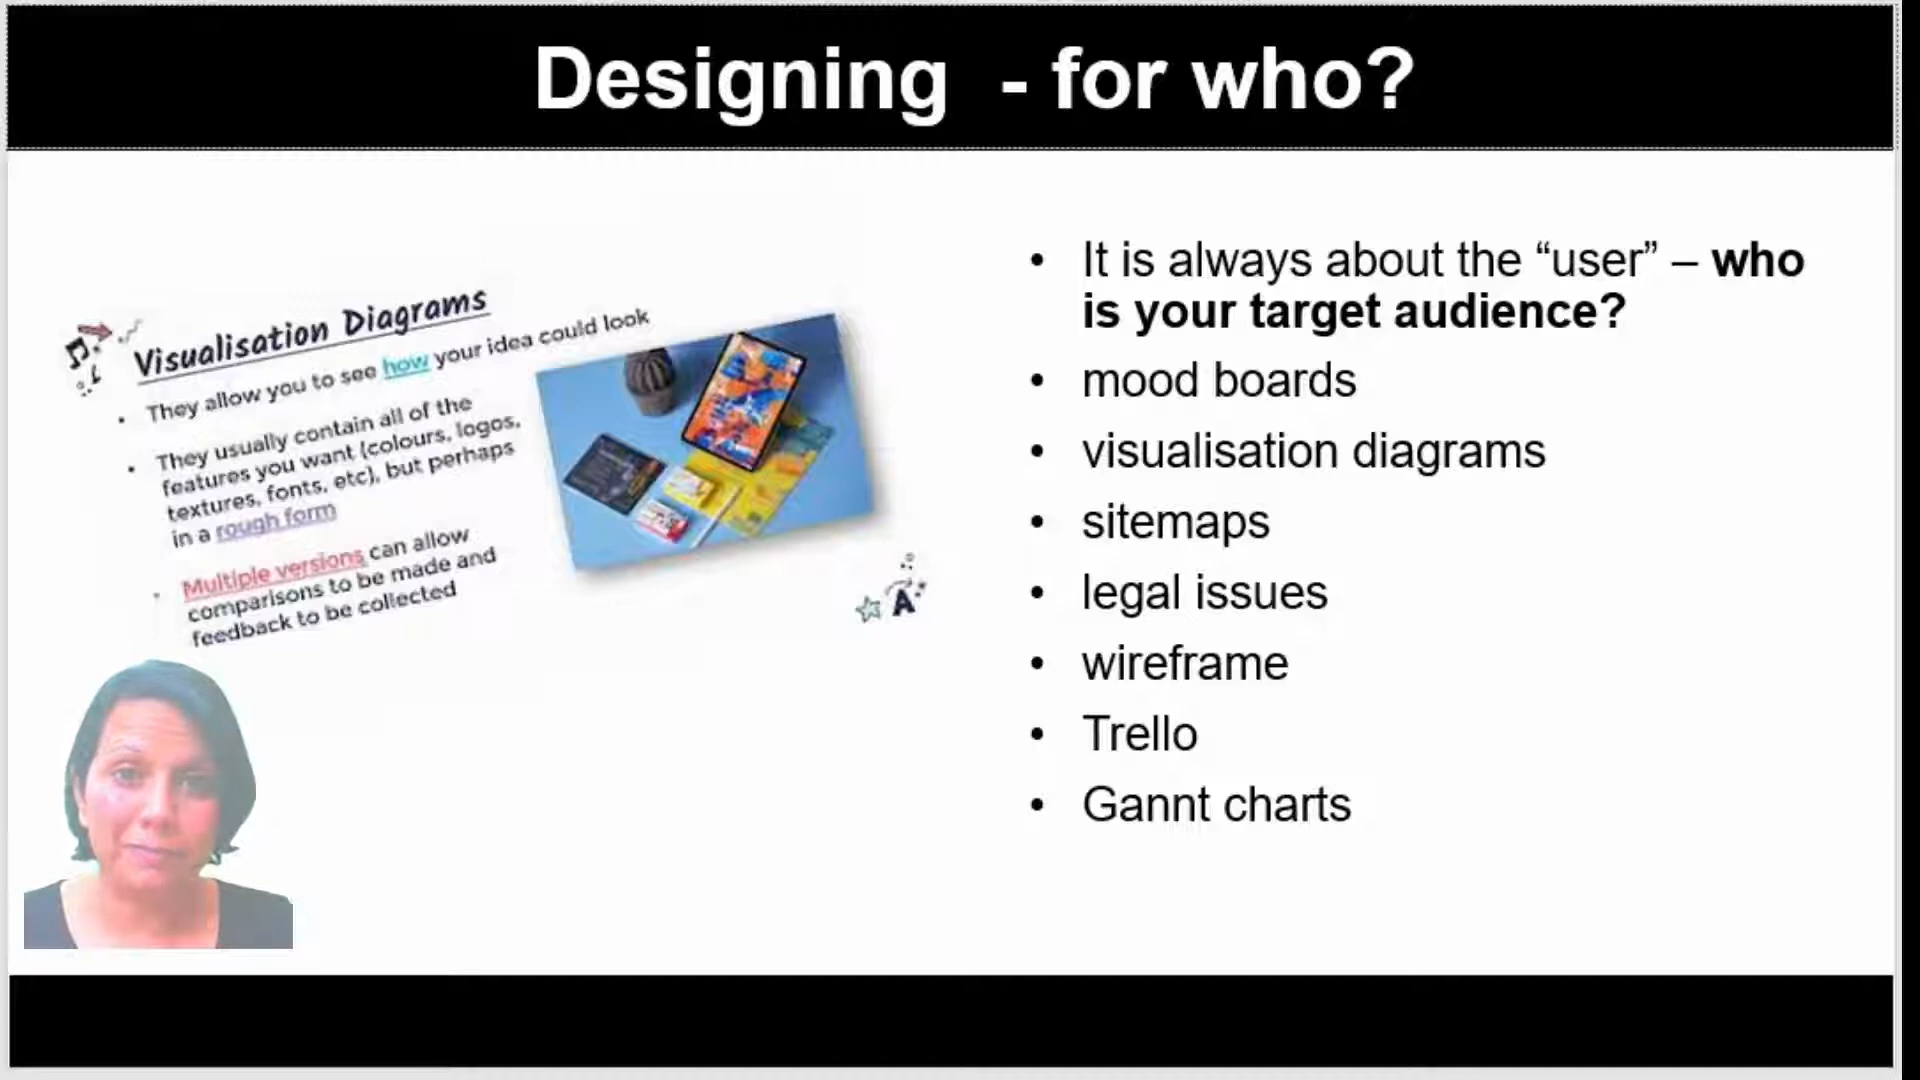 Designing - for who?
Visualisation Diagrams
• They allow you to see how your idea could look
• They usually contain all of the
features you want (colours, logos,
textures, fonts, etc), but perhaps
in a rough form
• Multiple versions can allow
comparisons to be made and
feedback to be collected
A
• It is always about the “user” – who
is your target audience?
• mood boards
• visualisation diagrams
• sitemaps
• legal issues
• wireframe
• Trello
• Gannt charts